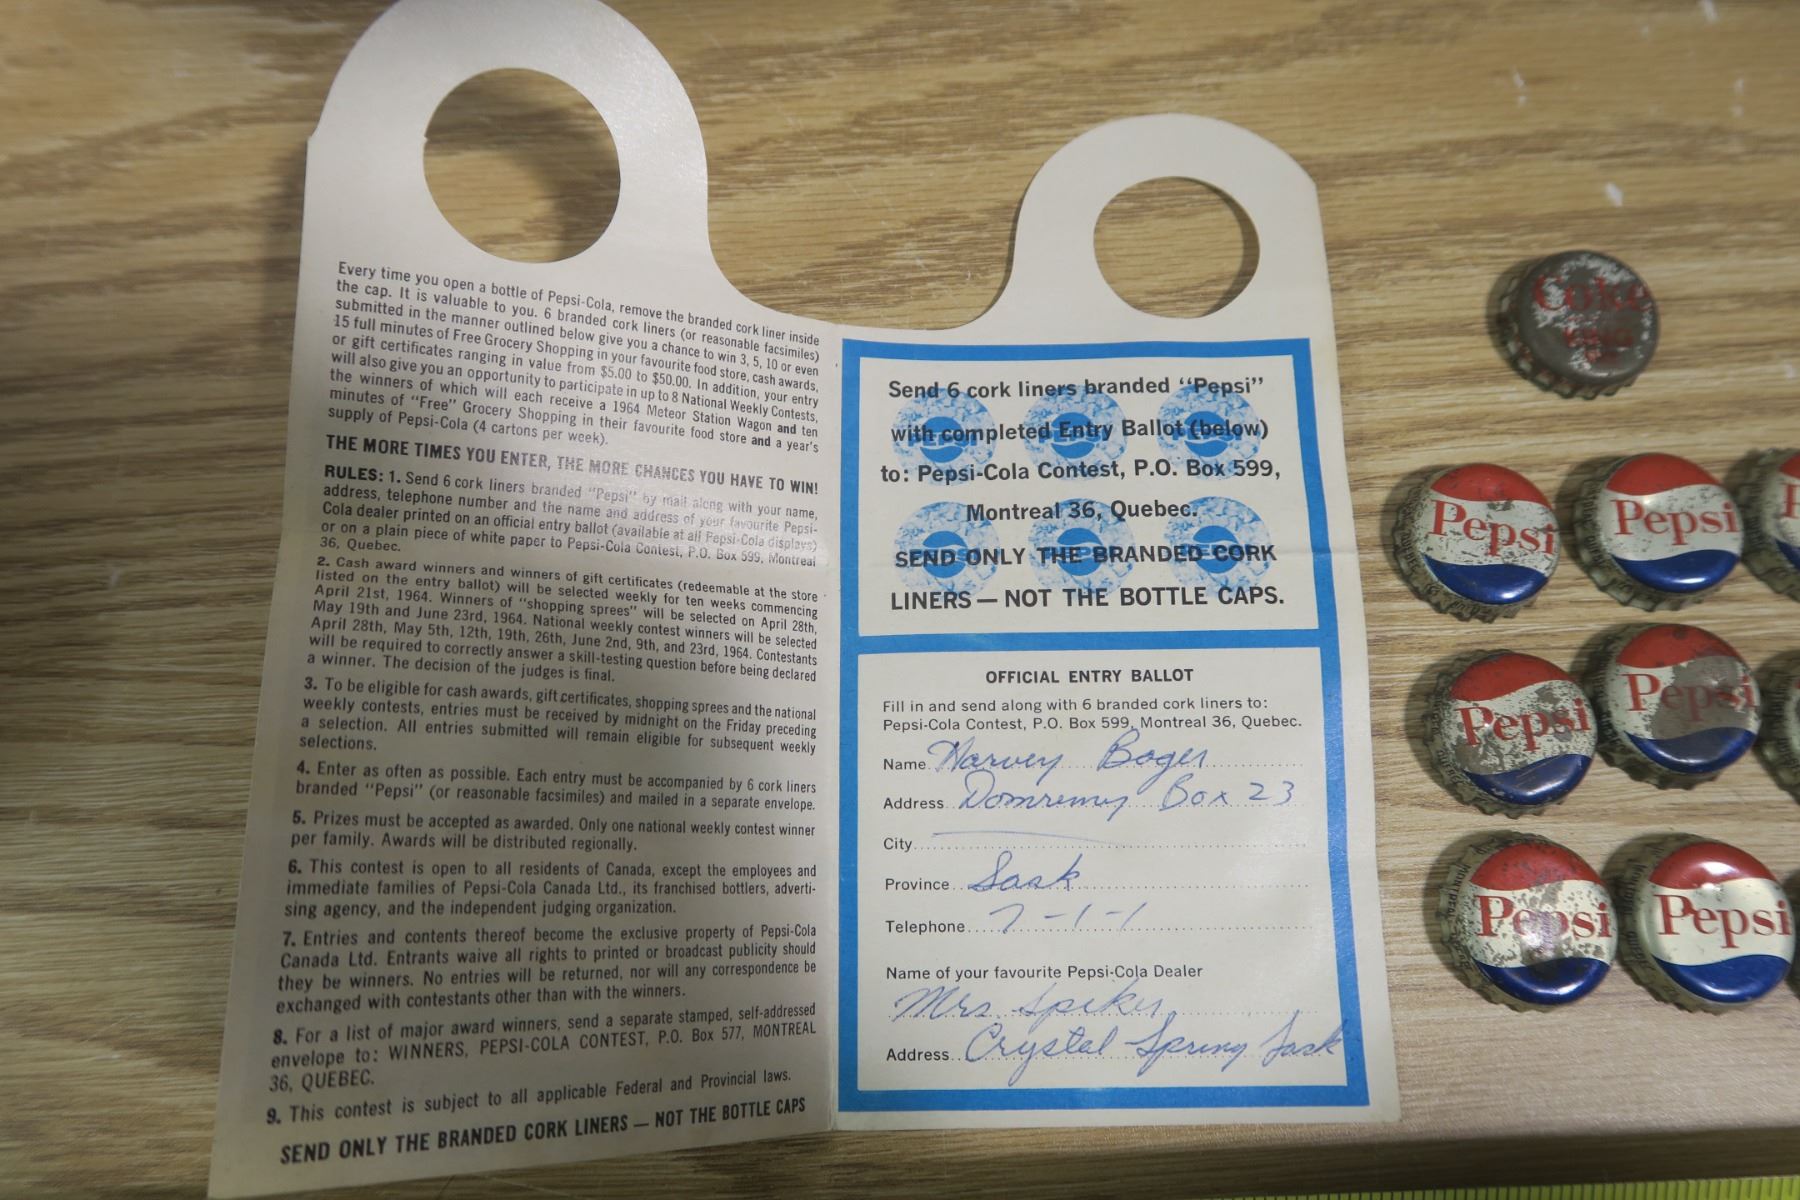 Every time you open a bottle of Pepsi-Cola, remove the branded cork liner inside
the cap. It is valuable to you. 6 branded cork liners (or reasonable facsimiles)
submitted in the manner outlined below give you a chance to win 3, 5, 10 or even
15 full minutes of Free Grocery Shopping in your favourite food store, cash awards,
or gift certificates ranging in value from $5.00 to $50.00. In addition, your entry
will also give you an opportunity to participate in up to 8 National Weekly Contests,
the winners of which will each receive a 1964 Meteor Station Wagon and ten
minutes of "Free" Grocery Shopping in their favourite food store and a year's
supply of Pepsi-Cola (4 cartons per week).
THE MORE TIMES YOU ENTER, THE MORE CHANCES YOU HAVE TO WIN!
RULES: 1. Send 6 cork liners branded "Pepsi" by mail along with your name,
address, telephone number and the name and address of your favourite Pepsi-
Cola dealer printed on an official entry ballot (available at all Pepsi-Cola displays)
or on a plain piece of white paper to Pepsi-Cola Contest, P.O. Box 599, Montreal
36, Quebec.
2. Cash award winners and winners of gift certificates (redeemable at the store
listed on the entry ballot) will be selected weekly for ten weeks commencing
April 21st, 1964. Winners of "shopping sprees" will be selected on April 28th,
May 19th and June 23rd, 1964. National weekly contest winners will be selected
April 28th, May 5th, 12th, 19th, 26th, June 2nd, 9th, and 23rd, 1964. Contestants
will be required to correctly answer a skill-testing question before being declared
a winner. The decision of the judges is final.
3. To be eligible for cash awards, gift certificates, shopping sprees and the national
weekly contests, entries must be received by midnight on the Friday preceding
a selection. All entries submitted will remain eligible for subsequent weekly
selections.
4. Enter as often as possible. Each entry must be accompanied by 6 cork liners
branded "Pepsi" (or reasonable facsimiles) and mailed in a separate envelope.
5. Prizes must be accepted as awarded. Only one national weekly contest winner
per family. Awards will be distributed regionally.
6. This contest is open to all residents of Canada, except the employees and
immediate families of Pepsi-Cola Canada Ltd., its franchised bottlers, adverti-
sing agency, and the independent judging organization.
7. Entries and contents thereof become the exclusive property of Pepsi-Cola
Canada Ltd. Entrants waive all rights to printed or broadcast publicity should
they be winners. No entries will be returned, nor will any correspondence be
exchanged with contestants other than with the winners.
8. For a list of major award winners, send a separate stamped, self-addressed
envelope to: WINNERS, PEPSI-COLA CONTEST, P.O. Box 577, MONTREAL
36, QUEBEC.
9. This contest is subject to all applicable Federal and Provincial laws.
SEND ONLY THE BRANDED CORK LINERS — NOT THE BOTTLE CAPS
Send 6 cork liners branded "Pepsi"
with completed Entry Ballot (below)
to: Pepsi-Cola Contest, P.O. Box 599,
Montreal 36, Quebec.
SEND ONLY THE BRANDED CORK
LINERS — NOT THE BOTTLE CAPS.
OFFICIAL ENTRY BALLOT
Fill in and send along with 6 branded cork liners to:
Pepsi-Cola Contest, P.O. Box 599, Montreal 36, Quebec.
Name Harvey Boger
Address Domremy Box 23
City
Province Sask
Telephone 7-1-1
Name of your favourite Pepsi-Cola Dealer
Mrs. Spiker
Address Crystal Spring Sask
Coke
KING
Pepsi
Pepsi
Pepsi
Pepsi
Pepsi
Pepsi